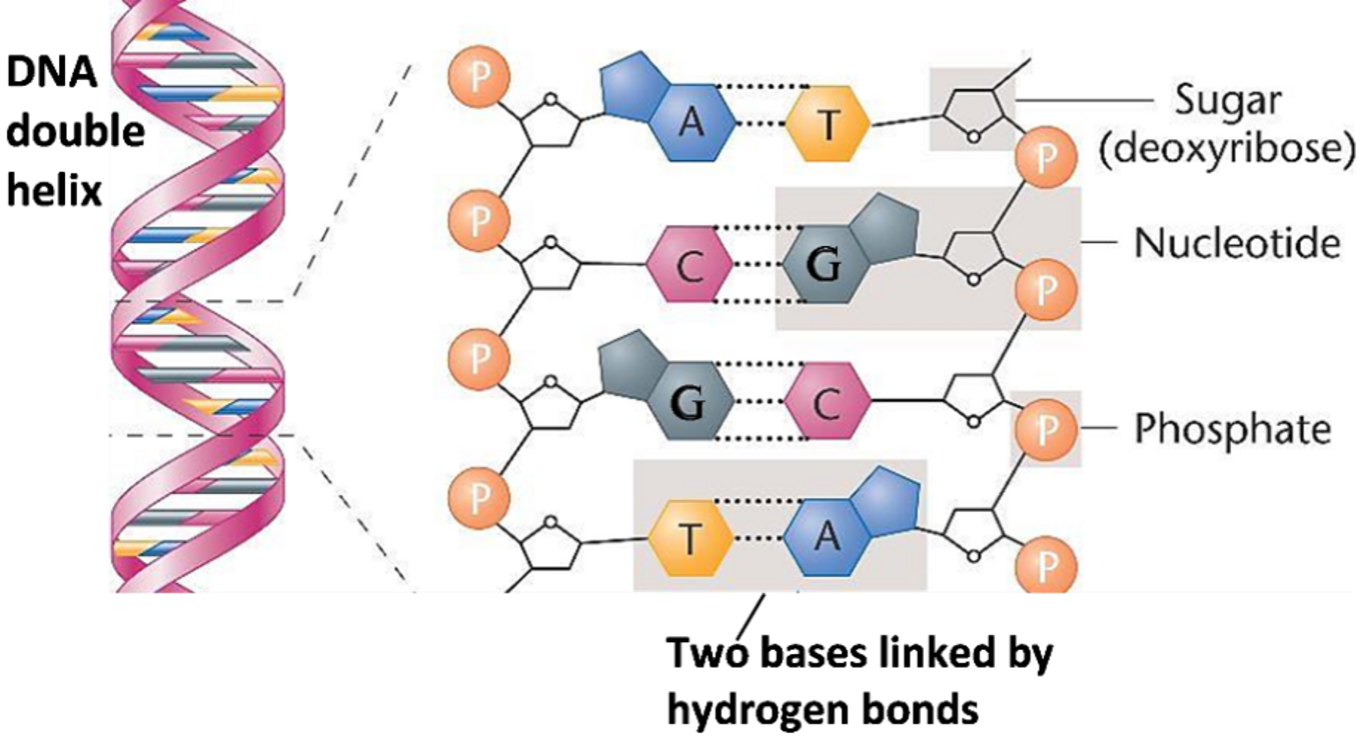 DNA
double
helix
P
A
T
Sugar
(deoxyribose)
P
P
C
G
Nucleotide
P
P
G
C
P
Phosphate
P
T
A
P
Two bases linked by
hydrogen bonds